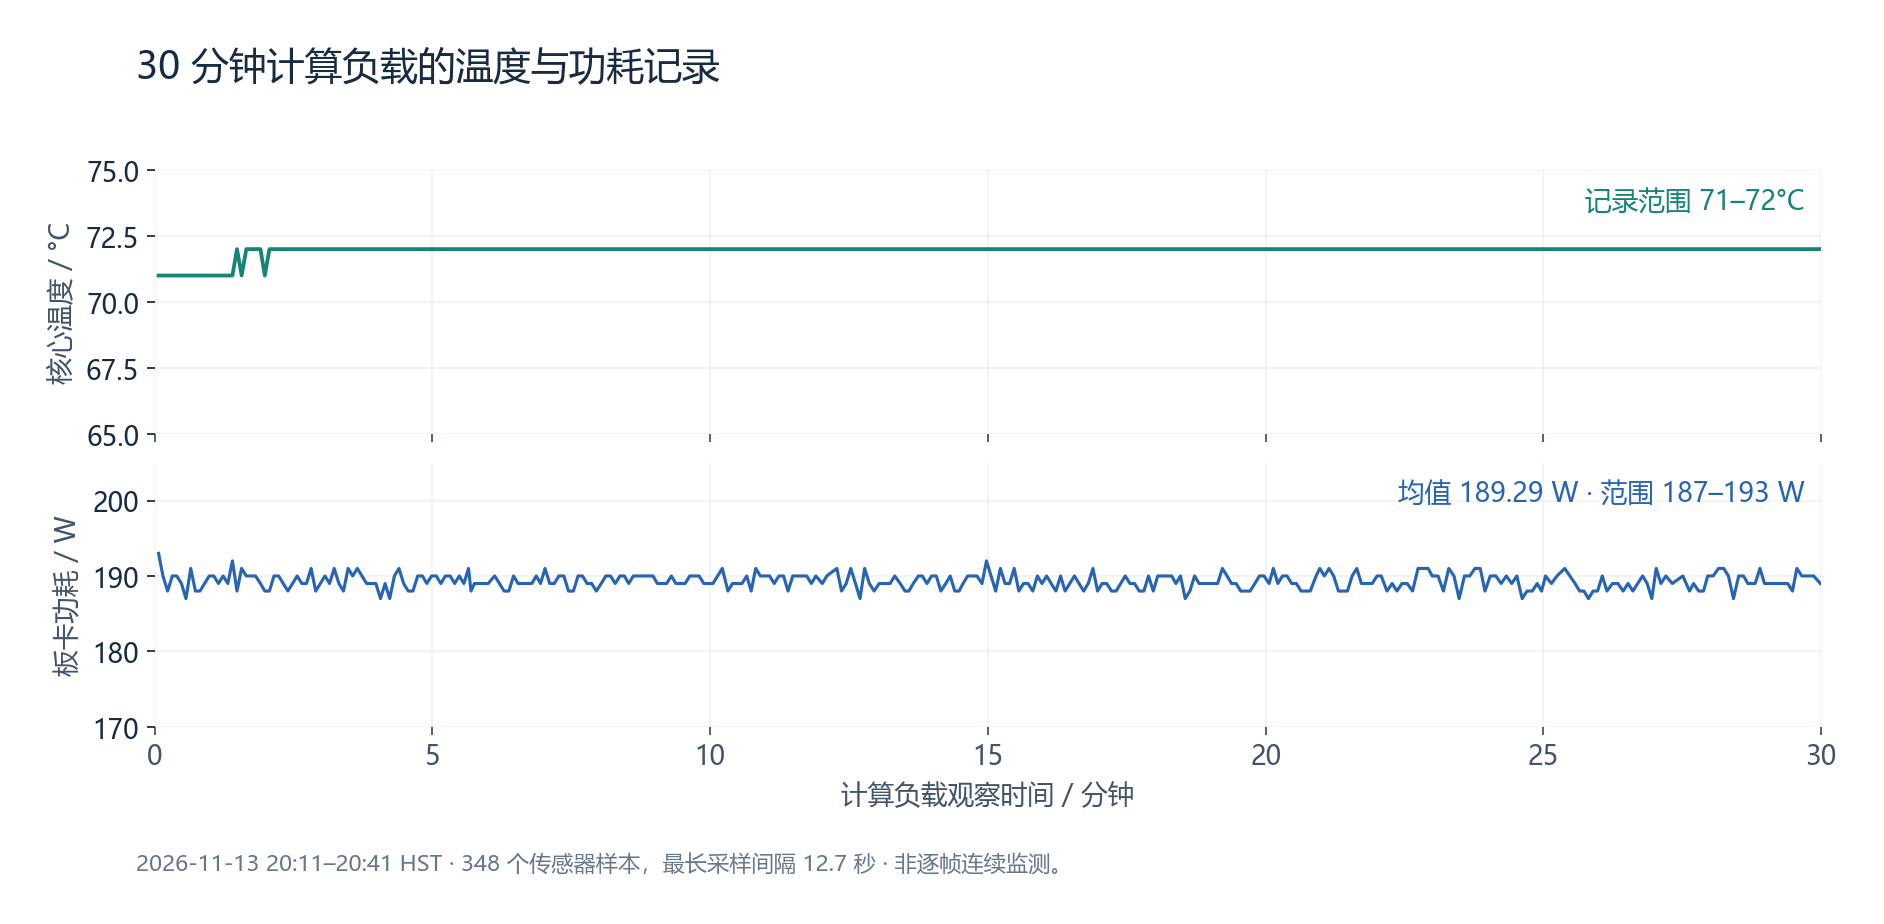 30 分钟计算负载的温度与功耗记录
75.0
记录范围 71–72°C
72.5
70.0
67.5
65.0
核心温度 / °C
200
均值 189.29 W · 范围 187–193 W
190
180
170
板卡功耗 / W
0 5 10 15 20 25 30
计算负载观察时间 / 分钟
2026-11-13 20:11–20:41 HST · 348 个传感器样本，最长采样间隔 12.7 秒 · 非逐帧连续监测。